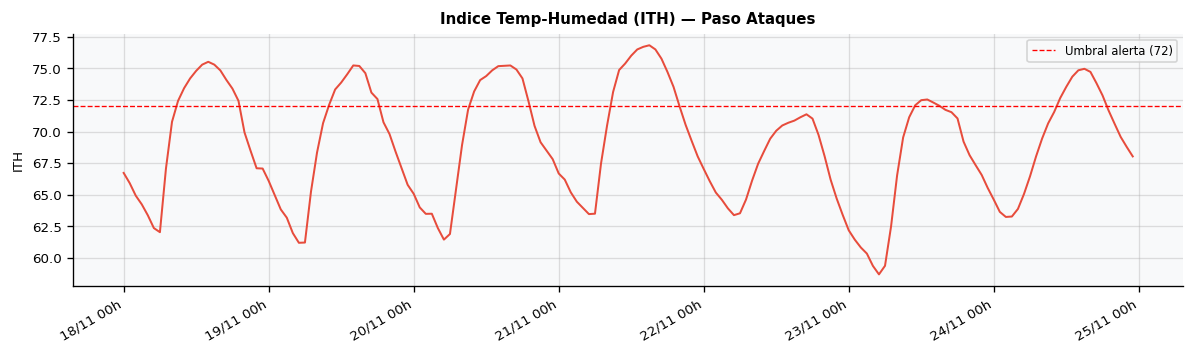 Indice Temp-Humedad (ITH) — Paso Ataques
Umbral alerta (72)
ITH
77.5
75.0
72.5
70.0
67.5
65.0
62.5
60.0
18/11 00h
19/11 00h
20/11 00h
21/11 00h
22/11 00h
23/11 00h
24/11 00h
25/11 00h